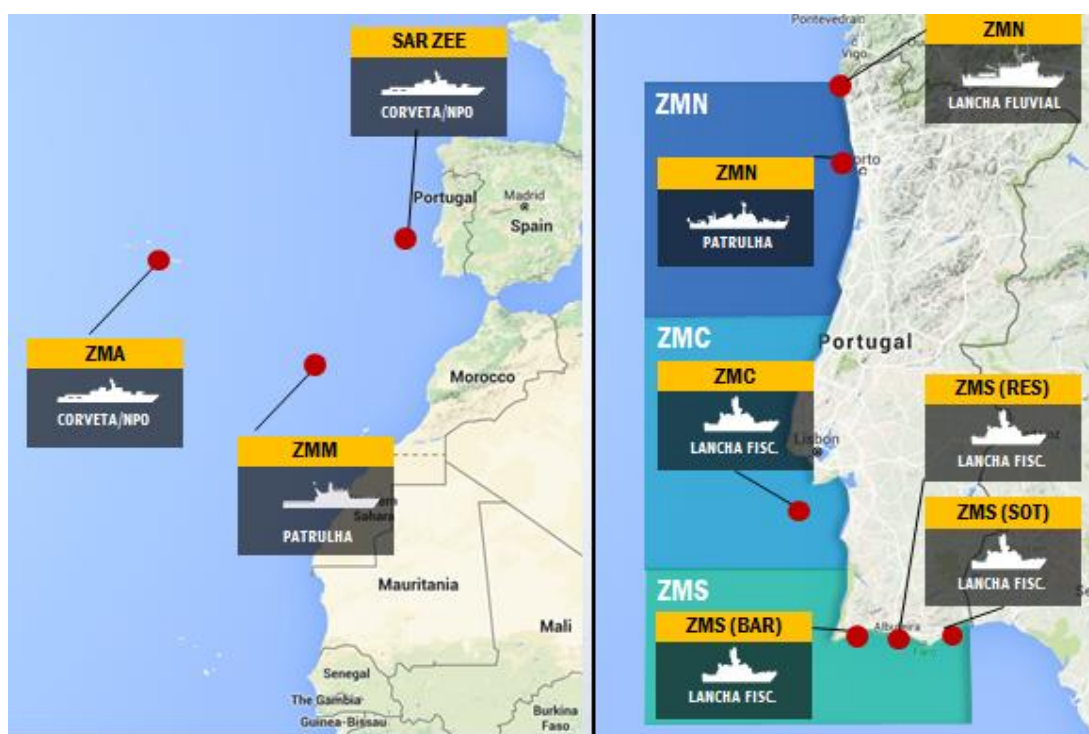 SAR ZEE
CORVETA/NPO
Portugal
Madrid
Spain
ZMA
CORVETA/NPO
Morocco
ZMM
Sahara
PATRULHA
Mauritania
Mali
Senegal
The Gambia
Guinea-Bissau
Burkina
Faso
Pontevedra
Vigo
ZMN
LANCHA FLUVIAL
ZMN
ZMN
PATRULHA
ZMC
Portugal
ZMC
LANCHA FISC.
Lisbon
ZMS (RES)
LANCHA FISC.
ZMS (SOT)
LANCHA FISC.
ZMS
ZMS (BAR)
LANCHA FISC.
Faro